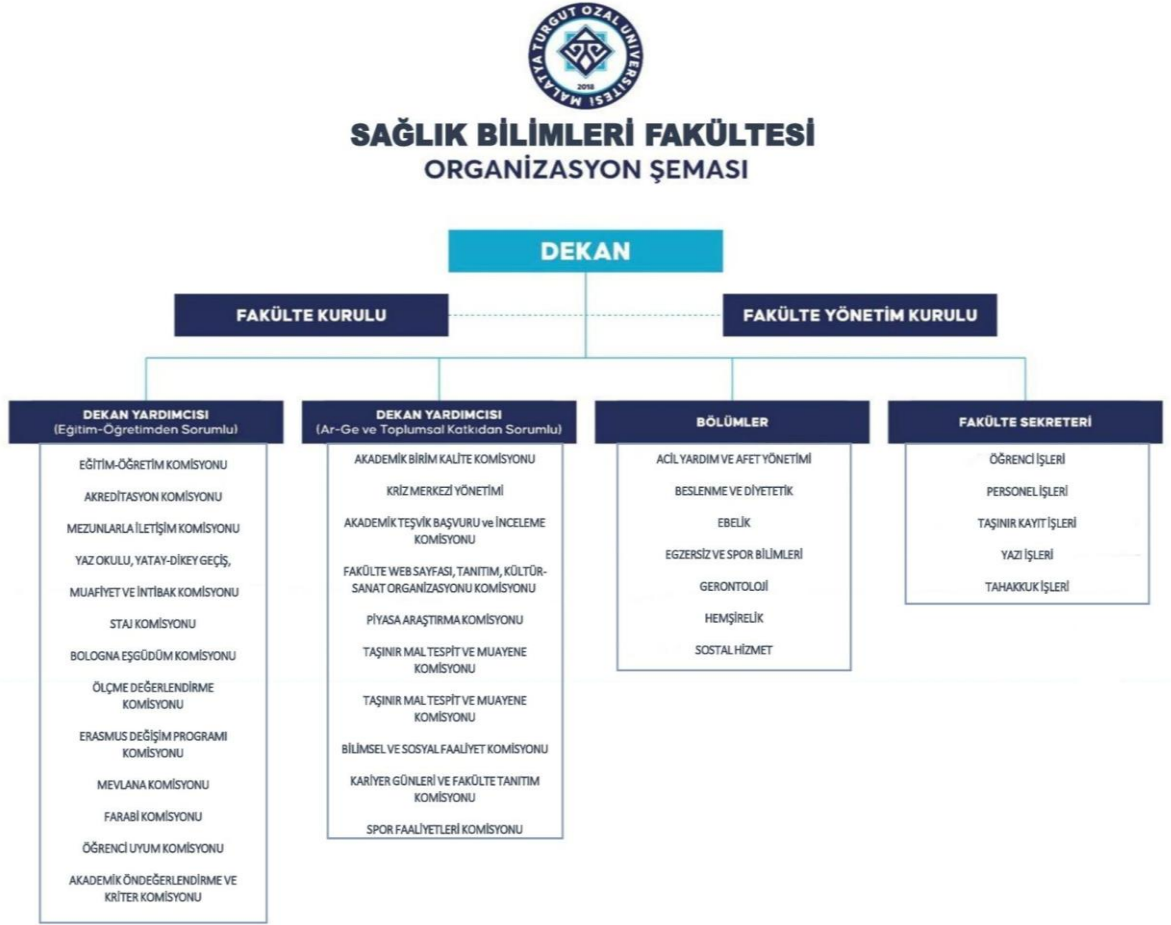 MALATYA TURGUT ÖZAL ÜNİVERSİTESİ
2018
SAĞLIK BİLİMLERİ FAKÜLTESİ
ORGANİZASYON ŞEMASI
DEKAN
FAKÜLTE KURULU
FAKÜLTE YÖNETİM KURULU
DEKAN YARDIMCISI
(Eğitim-Öğretimden Sorumlu)
EĞİTİM-ÖĞRETİM KOMİSYONU
AKREDİTASYON KOMİSYONU
MEZUNLARLA İLETİŞİM KOMİSYONU
YAZ OKULU, YATAY-DİKEY GEÇİŞ,
MUAFİYET VE İNTİBAK KOMİSYONU
STAJ KOMİSYONU
BOLOGNA EŞGÜDÜM KOMİSYONU
ÖLÇME DEĞERLENDİRME
KOMİSYONU
ERASMUS DEĞİŞİM PROGRAMI
KOMİSYONU
MEVLANA KOMİSYONU
FARABİ KOMİSYONU
ÖĞRENCİ UYUM KOMİSYONU
AKADEMİK ÖNDEĞERLENDİRME VE
KRİTER KOMİSYONU
DEKAN YARDIMCISI
(Ar-Ge ve Toplumsal Katkıdan Sorumlu)
AKADEMİK BİRİM KALİTE KOMİSYONU
KRİZ MERKEZİ YÖNETİMİ
AKADEMİK TEŞVİK BAŞVURU ve İNCELEME
KOMİSYONU
FAKÜLTE WEB SAYFASI, TANITIM, KÜLTÜR-
SANAT ORGANİZASYONU KOMİSYONU
PİYASA ARAŞTIRMA KOMİSYONU
TAŞINIR MAL TESPİT VE MUAYENE
KOMİSYONU
TAŞINIR MAL TESPİT VE MUAYENE
KOMİSYONU
BİLİMSEL VE SOSYAL FAALİYET KOMİSYONU
KARİYER GÜNLERİ VE FAKÜLTE TANITIM
KOMİSYONU
SPOR FAALİYETLERİ KOMİSYONU
BÖLÜMLER
ACİL YARDIM VE AFET YÖNETİMİ
BESLENME VE DİYETETİK
EBELİK
EGZERSİZ VE SPOR BİLİMLERİ
GERONTOLOJİ
HEMŞİRELİK
SOSTAL HİZMET
FAKÜLTE SEKRETERİ
ÖĞRENCİ İŞLERİ
PERSONEL İŞLERİ
TAŞINIR KAYIT İŞLERİ
YAZI İŞLERİ
TAHAKKUK İŞLERİ